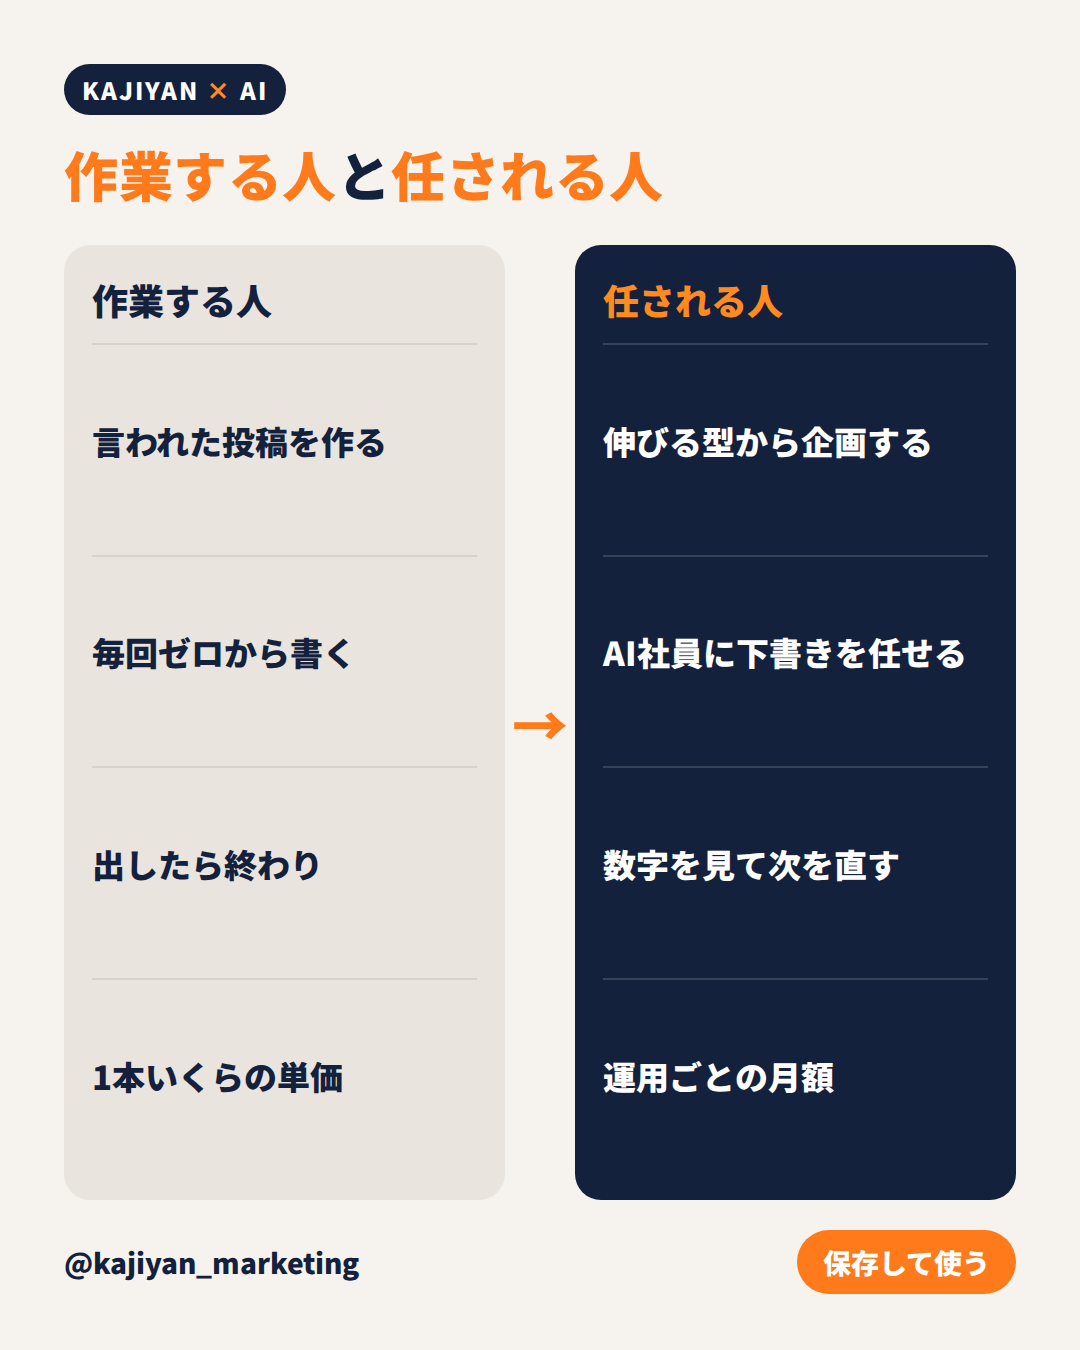 KAJIYAN × AI
作業する人と任される人
作業する人
言われた投稿を作る
毎回ゼロから書く
出したら終わり
1本いくらの単価
→
任される人
伸びる型から企画する
AI社員に下書きを任せる
数字を見て次を直す
運用ごとの月額
@kajiyan_marketing
保存して使う